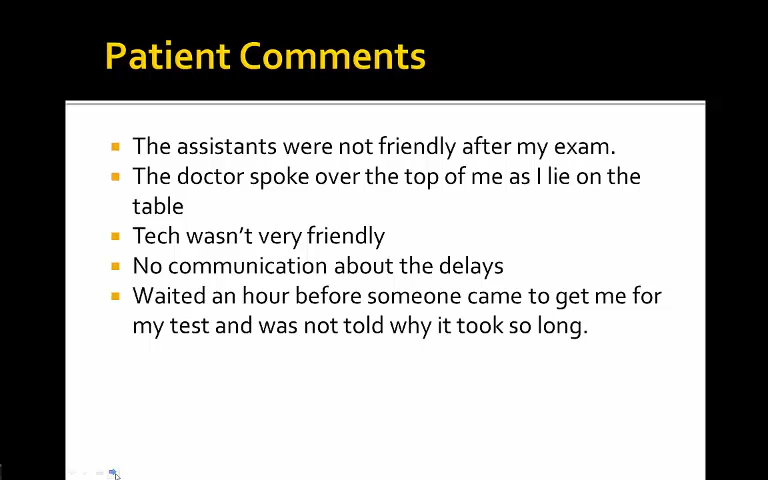 Patient Comments
The assistants were not friendly after my exam.
The doctor spoke over the top of me as I lie on the
table
Tech wasn't very friendly
No communication about the delays
Waited an hour before someone came to get me for
my test and was not told why it took so long.